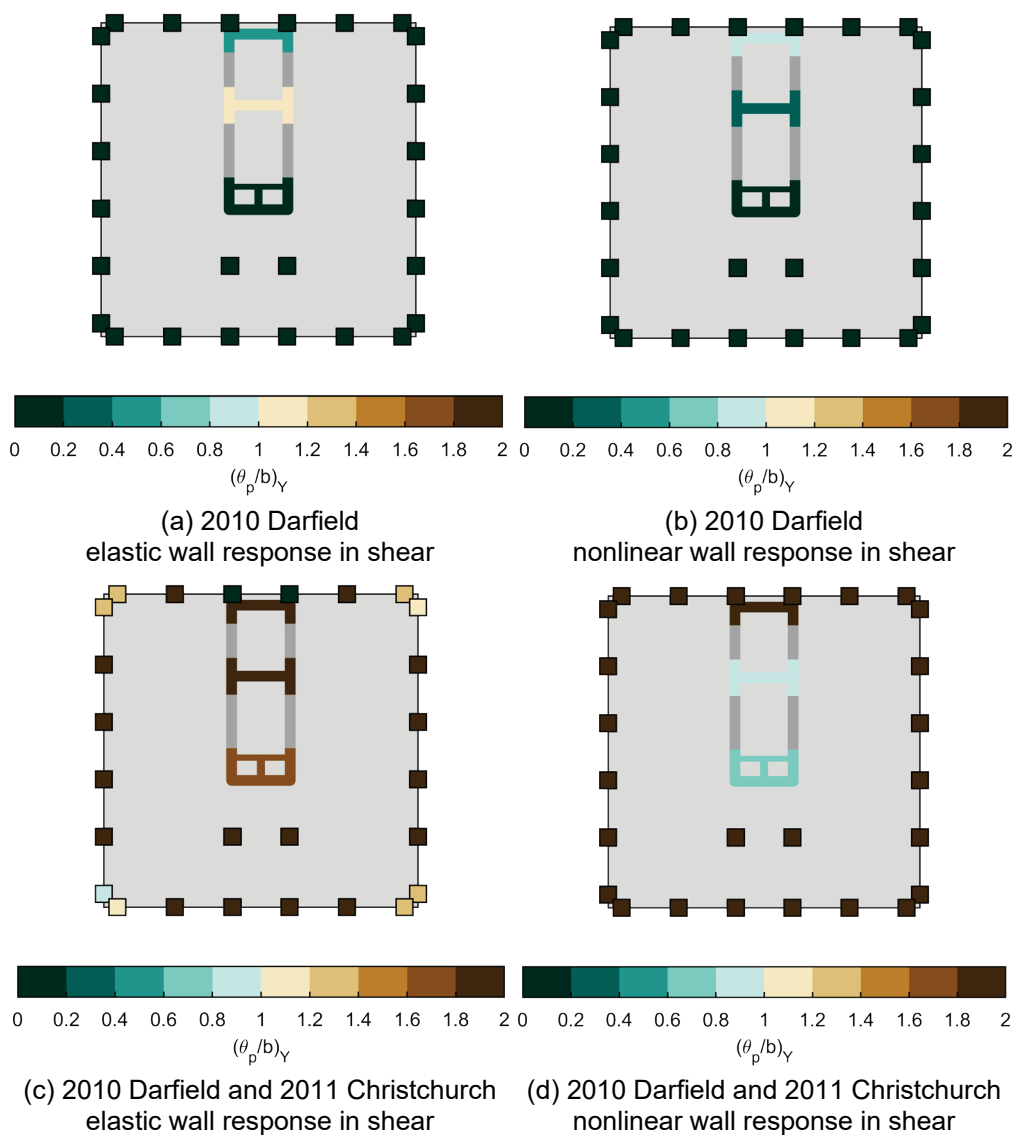 0 0.2 0.4 0.6 0.8 1 1.2 1.4 1.6 1.8 2
(θp/b)Y
(a) 2010 Darfield
elastic wall response in shear
0 0.2 0.4 0.6 0.8 1 1.2 1.4 1.6 1.8 2
(θp/b)Y
(b) 2010 Darfield
nonlinear wall response in shear
0 0.2 0.4 0.6 0.8 1 1.2 1.4 1.6 1.8 2
(θp/b)Y
(c) 2010 Darfield and 2011 Christchurch
elastic wall response in shear
0 0.2 0.4 0.6 0.8 1 1.2 1.4 1.6 1.8 2
(θp/b)Y
(d) 2010 Darfield and 2011 Christchurch
nonlinear wall response in shear